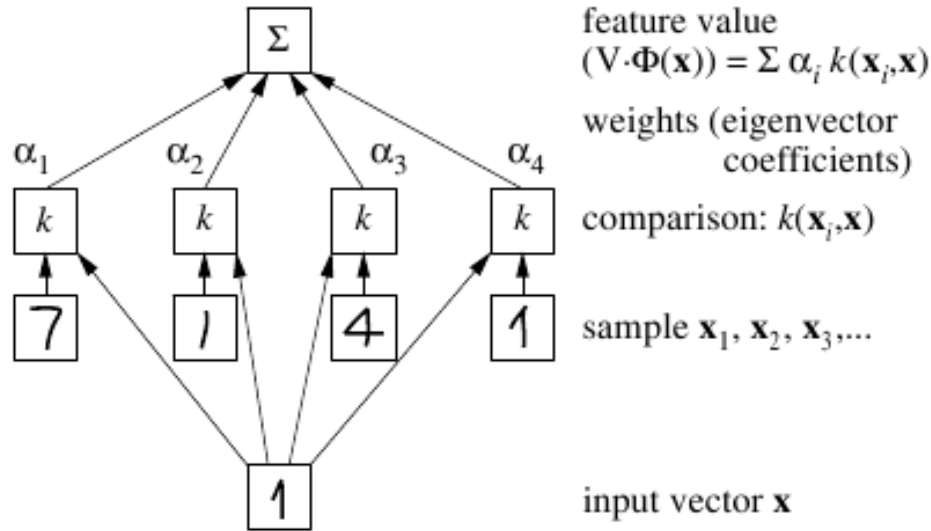 Σ
feature value
(V·Φ(x)) = Σ α_i k(x_i,x)
weights (eigenvector
coefficients)
α_1 α_2 α_3 α_4
k k k k
comparison: k(x_i,x)
7 1 4 1
sample x_1, x_2, x_3,...
1
input vector x